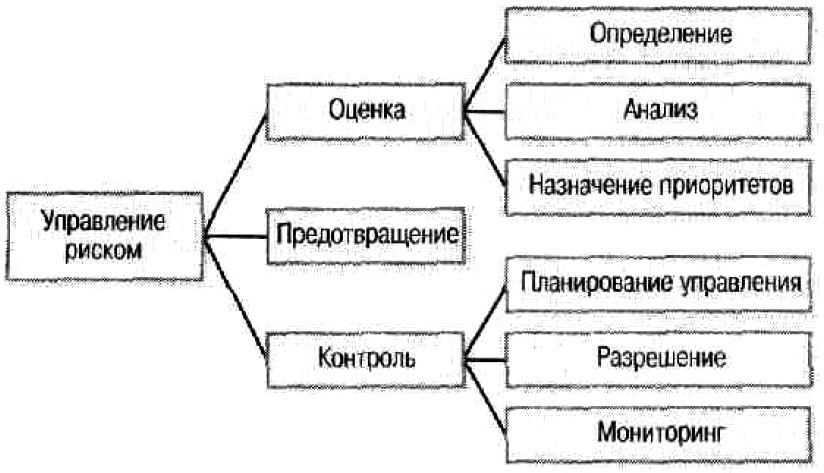 Определение
Оценка
Анализ
Назначение приоритетов
Управление
риском
Предотвращение
Планирование управления
Контроль
Разрешение
Мониторинг